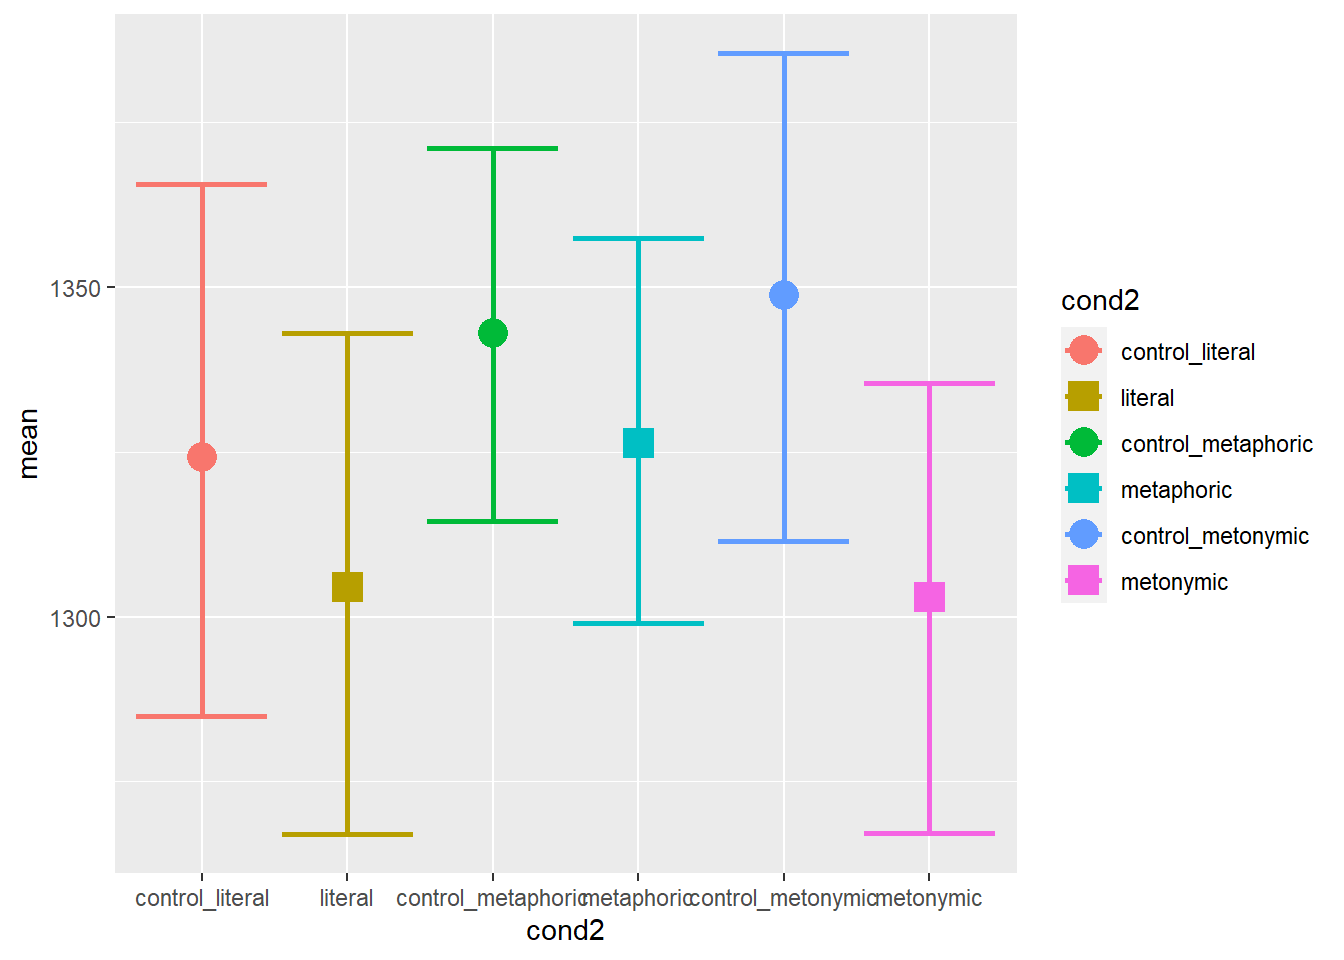 mean
1350
1300
control_literal literal control_metaphoric metaphoric control_metonymic metonymic
cond2
cond2
control_literal
literal
control_metaphoric
metaphoric
control_metonymic
metonymic